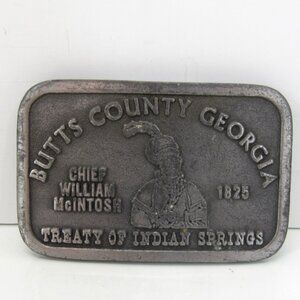 BUTTS COUNTY GEORGIA
CHIEF
WILLIAM
McINTOSH
1825
TREATY OF INDIAN SPRINGS